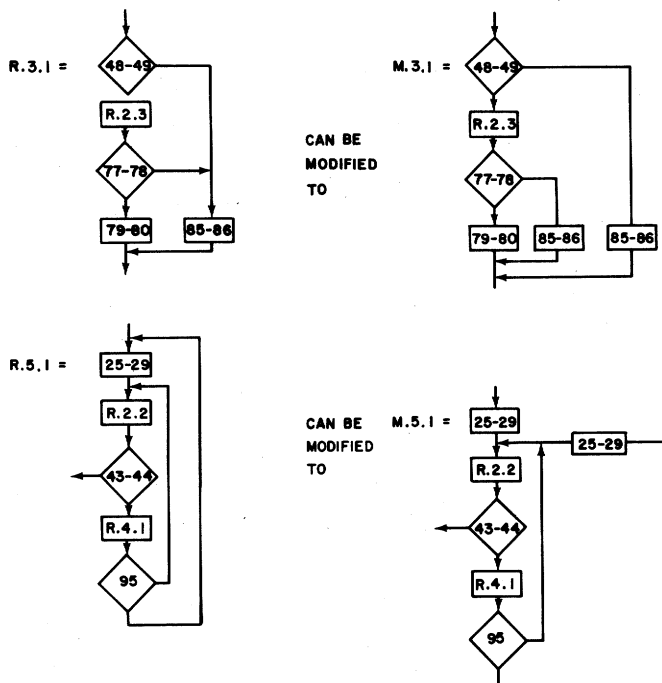 R.3.1 =
48-49
R.2.3
77-78
79-80
85-86
CAN BE
MODIFIED
TO
M.3.1 =
48-49
R.2.3
77-78
79-80
85-86
85-86
R.5.1 =
25-29
R.2.2
43-44
R.4.1
95
CAN BE
MODIFIED
TO
M.5.1 =
25-29
25-29
R.2.2
43-44
R.4.1
95